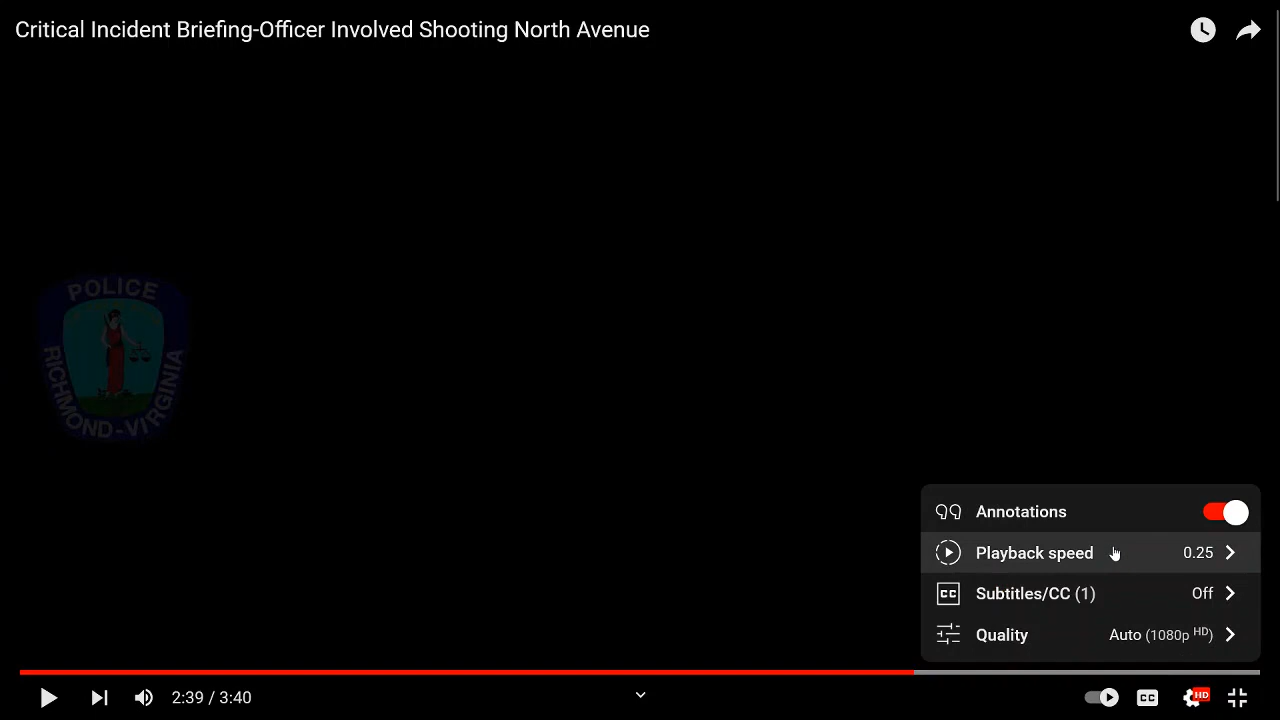 Critical Incident Briefing-Officer Involved Shooting North Avenue
POLICE
RICHMOND-VIRGINIA
Annotations
Playback speed 0.25
Subtitles/CC (1) Off
Quality Auto (1080p HD)
2:39 / 3:40
CC HD